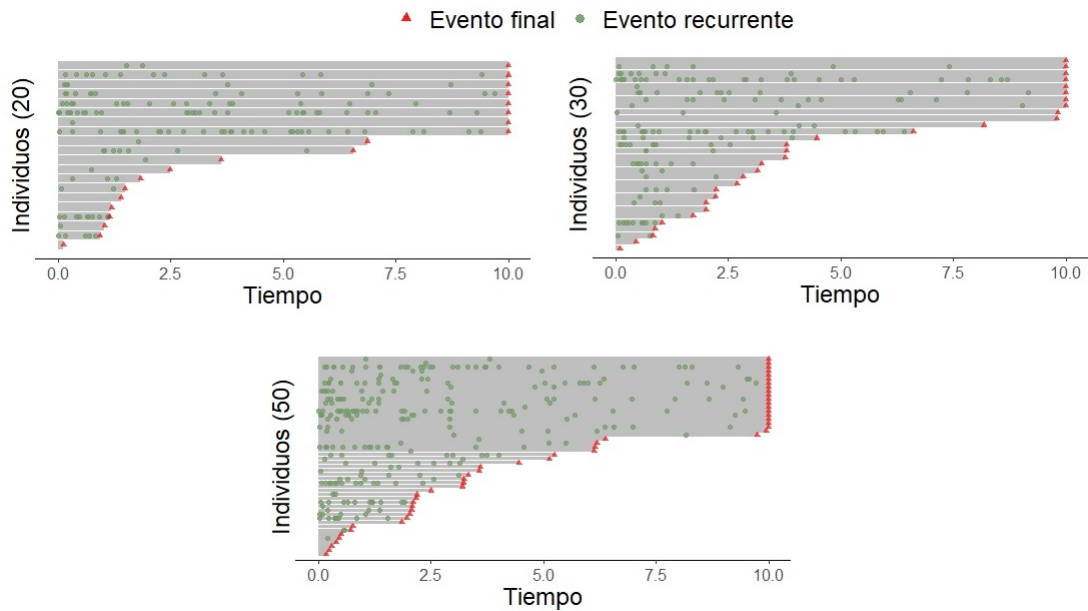 Evento final Evento recurrente
Individuos (20)
0.0 2.5 5.0 7.5 10.0
Tiempo
Individuos (30)
0.0 2.5 5.0 7.5 10.0
Tiempo
Individuos (50)
0.0 2.5 5.0 7.5 10.0
Tiempo